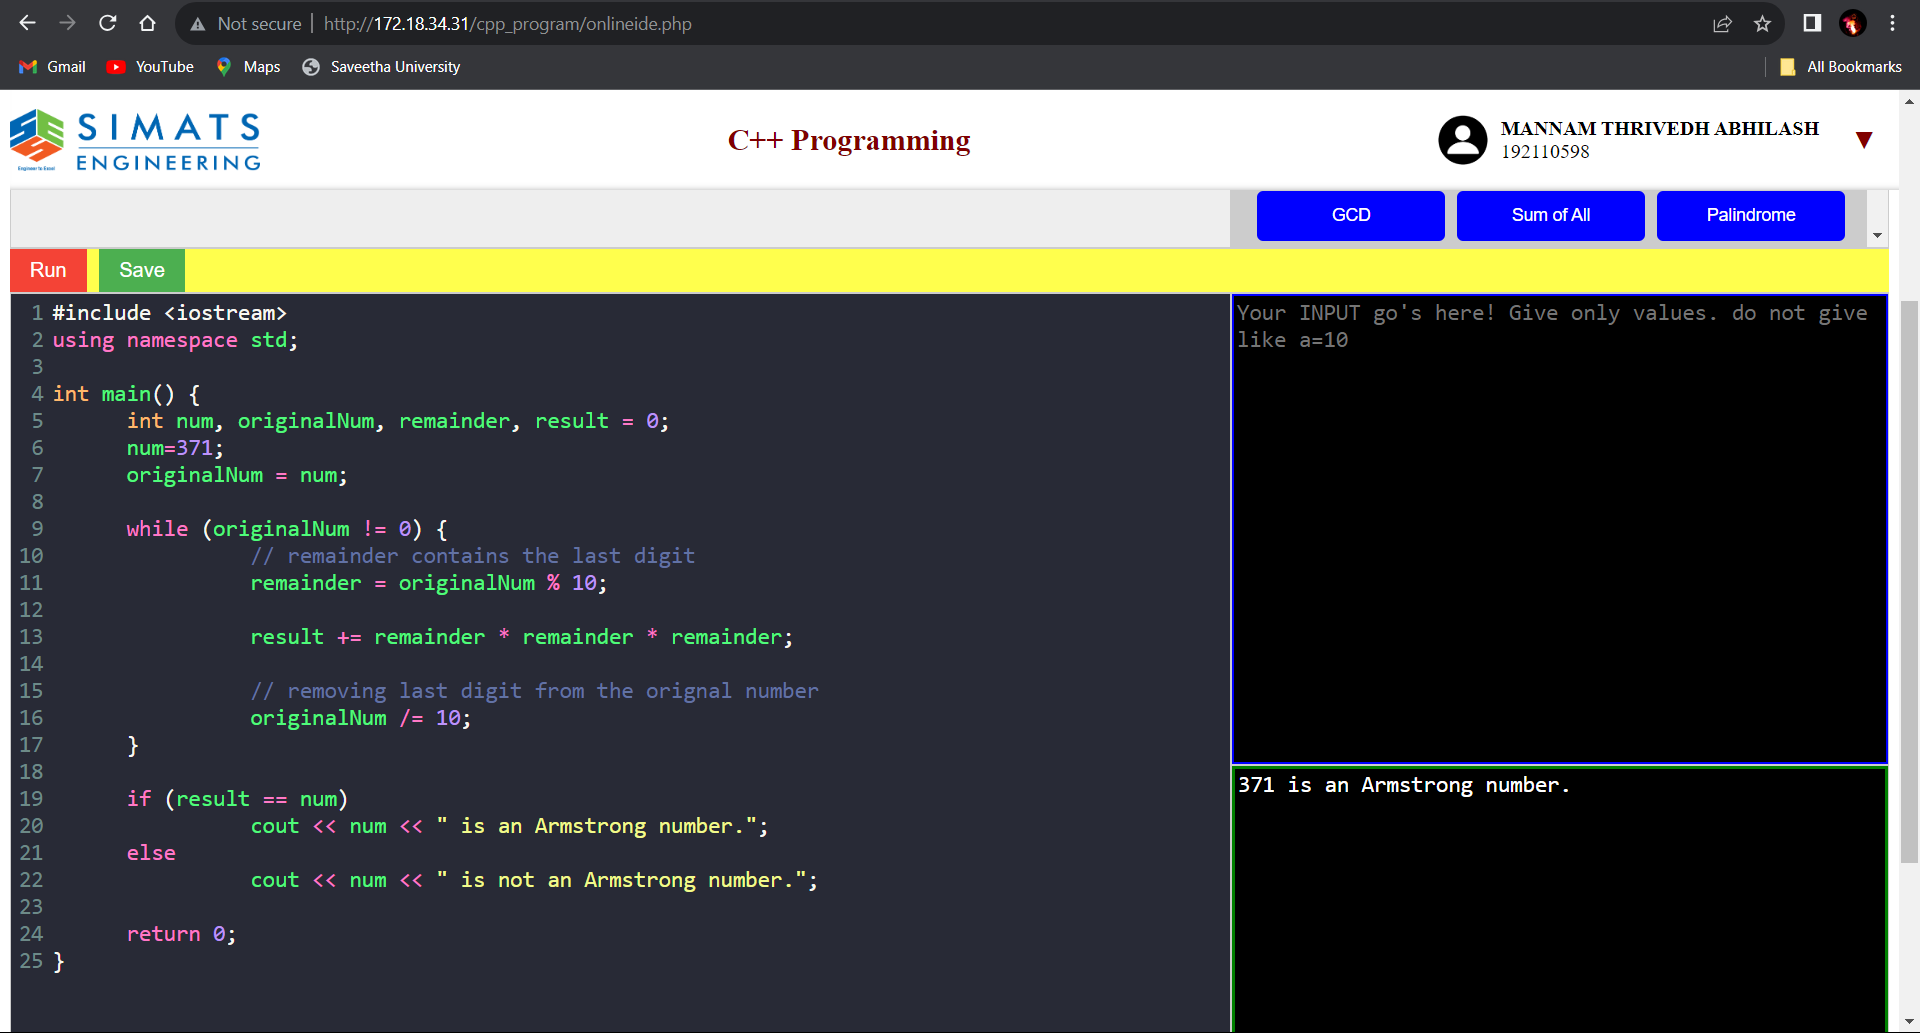 Not secure | http://172.18.34.31/cpp_program/onlineide.php
Gmail YouTube Maps Saveetha University All Bookmarks
SIMATS
ENGINEERING
Engineer to Excel
C++ Programming
MANNAM THRIVEDH ABHILASH
192110598
GCD Sum of All Palindrome
Run Save
1 #include <iostream>
2 using namespace std;
3
4 int main() {
5 int num, originalNum, remainder, result = 0;
6 num=371;
7 originalNum = num;
8
9 while (originalNum != 0) {
10 // remainder contains the last digit
11 remainder = originalNum % 10;
12
13 result += remainder * remainder * remainder;
14
15 // removing last digit from the orignal number
16 originalNum /= 10;
17 }
18
19 if (result == num)
20 cout << num << " is an Armstrong number.";
21 else
22 cout << num << " is not an Armstrong number.";
23
24 return 0;
25 }
Your INPUT go's here! Give only values. do not give
like a=10
371 is an Armstrong number.